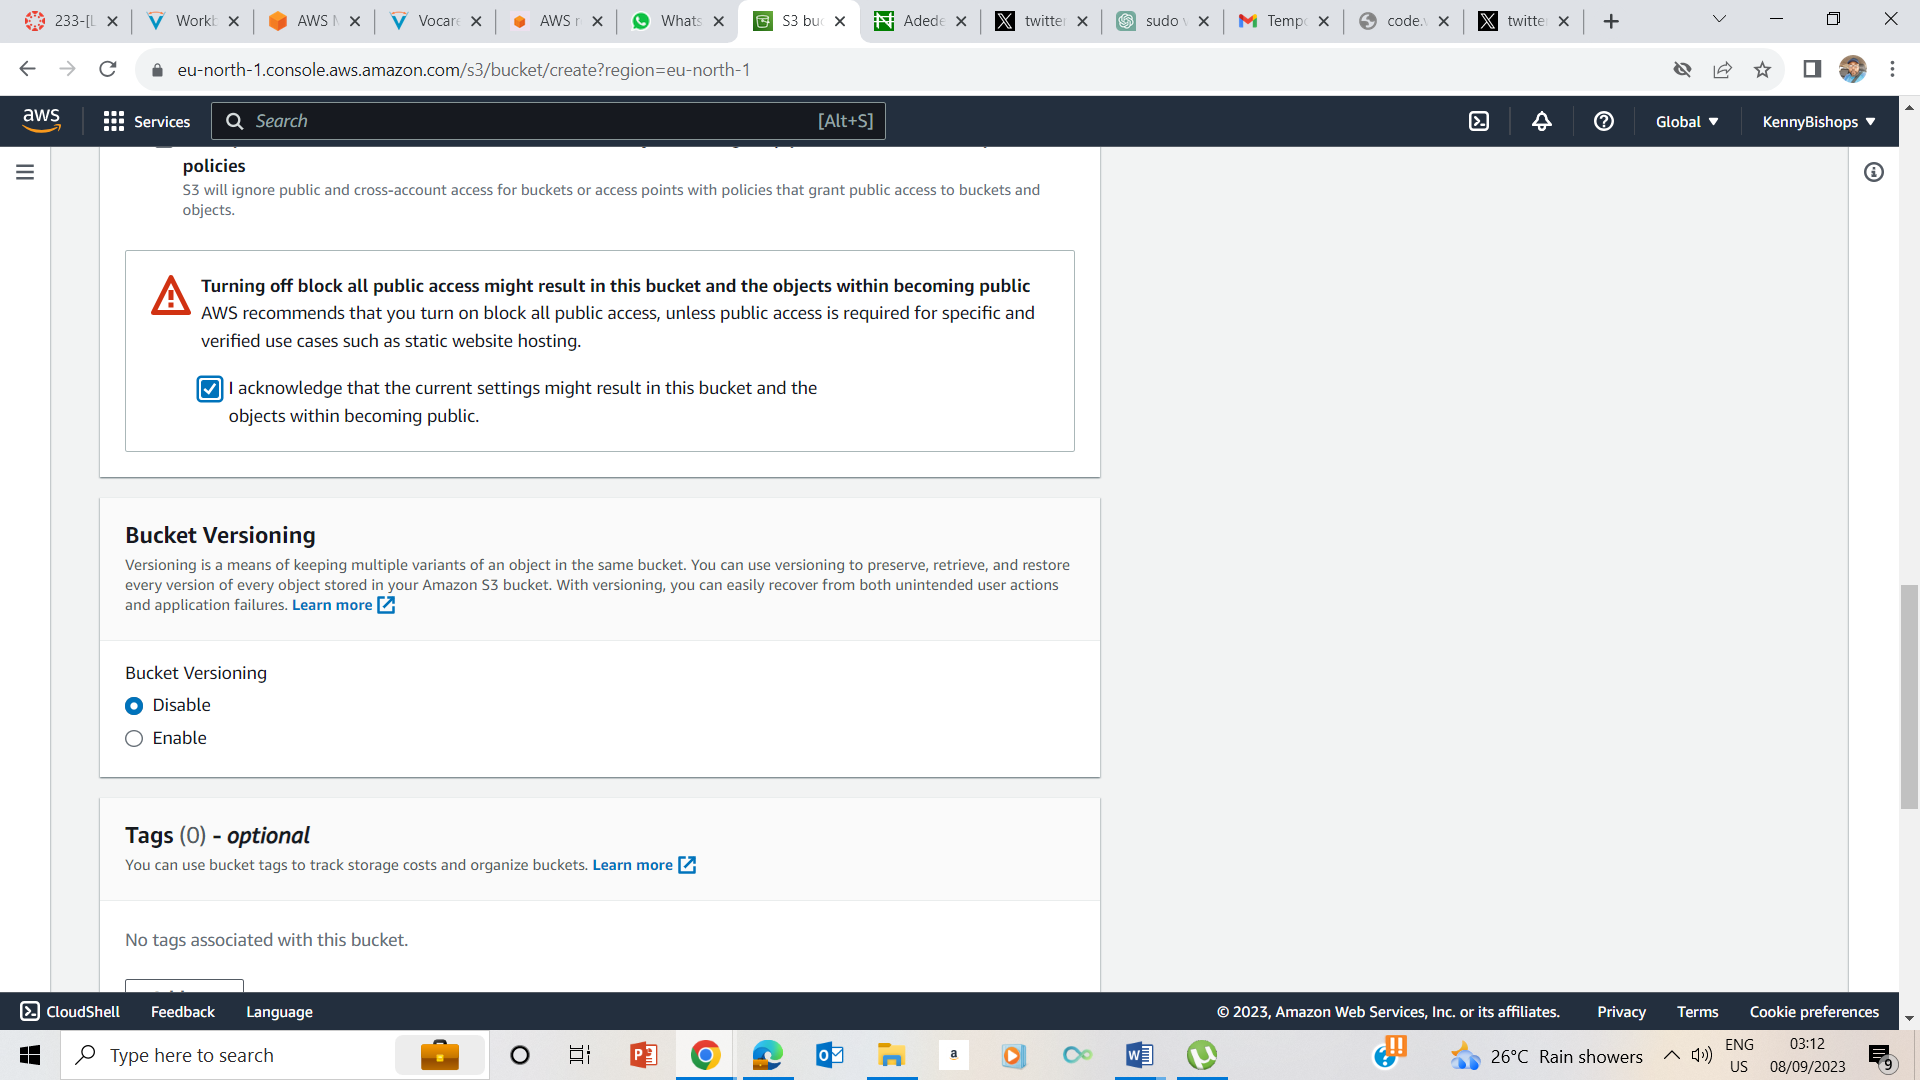 233-[L
Workb
AWS M
Vocare
AWS r
Whats
S3 buc
Adede
twitter
sudo v
Tempo
code.v
twitter
eu-north-1.console.aws.amazon.com/s3/bucket/create?region=eu-north-1
aws
Services
Search
[Alt+S]
Global
KennyBishops
policies
S3 will ignore public and cross-account access for buckets or access points with policies that grant public access to buckets and
objects.
Turning off block all public access might result in this bucket and the objects within becoming public
AWS recommends that you turn on block all public access, unless public access is required for specific and
verified use cases such as static website hosting.
I acknowledge that the current settings might result in this bucket and the
objects within becoming public.
Bucket Versioning
Versioning is a means of keeping multiple variants of an object in the same bucket. You can use versioning to preserve, retrieve, and restore
every version of every object stored in your Amazon S3 bucket. With versioning, you can easily recover from both unintended user actions
and application failures. Learn more
Bucket Versioning
Disable
Enable
Tags (0) - optional
You can use bucket tags to track storage costs and organize buckets. Learn more
No tags associated with this bucket.
CloudShell
Feedback
Language
© 2023, Amazon Web Services, Inc. or its affiliates.
Privacy
Terms
Cookie preferences
Type here to search
26°C Rain showers
ENG
US
03:12
08/09/2023
9